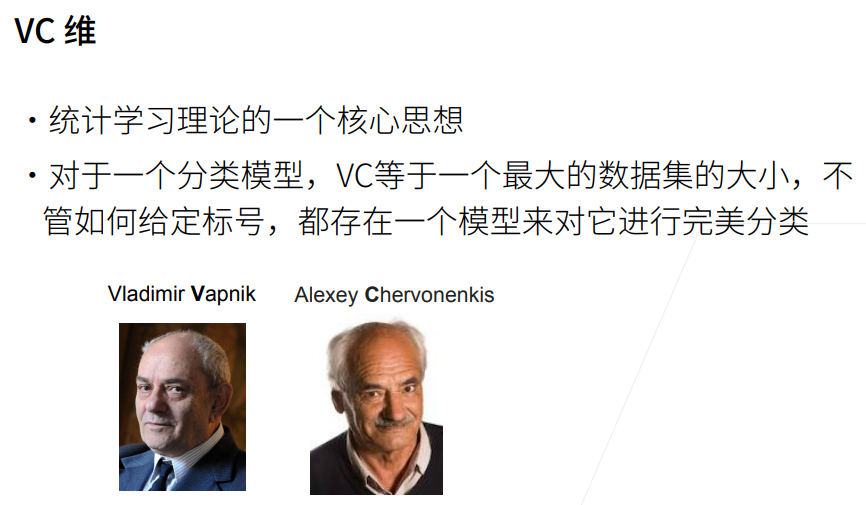 VC 维
• 统计学习理论的一个核心思想
• 对于一个分类模型，VC等于一个最大的数据集的大小，不
管如何给定标号，都存在一个模型来对它进行完美分类
Vladimir Vapnik
Alexey Chervonenkis